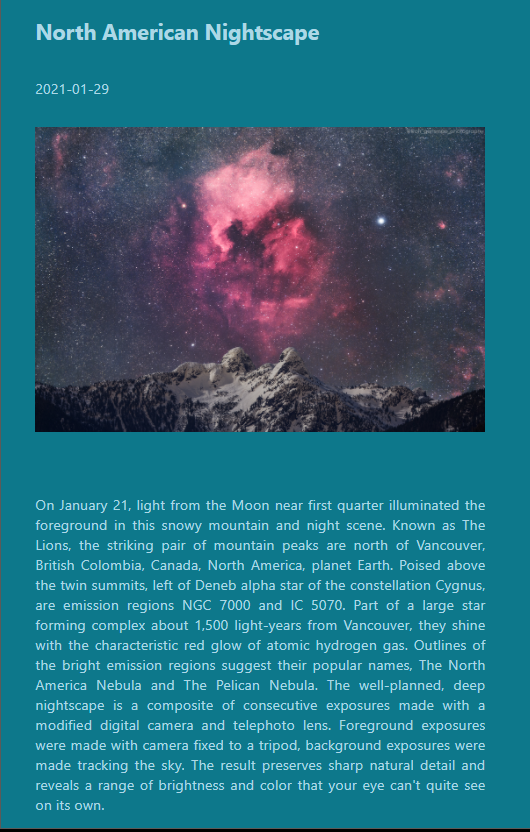 North American Nightscape
2021-01-29
On January 21, light from the Moon near first quarter illuminated the
foreground in this snowy mountain and night scene. Known as The
Lions, the striking pair of mountain peaks are north of Vancouver,
British Colombia, Canada, North America, planet Earth. Poised above
the twin summits, left of Deneb alpha star of the constellation Cygnus,
are emission regions NGC 7000 and IC 5070. Part of a large star
forming complex about 1,500 light-years from Vancouver, they shine
with the characteristic red glow of atomic hydrogen gas. Outlines of
the bright emission regions suggest their popular names, The North
America Nebula and The Pelican Nebula. The well-planned, deep
nightscape is a composite of consecutive exposures made with a
modified digital camera and telephoto lens. Foreground exposures
were made with camera fixed to a tripod, background exposures were
made tracking the sky. The result preserves sharp natural detail and
reveals a range of brightness and color that your eye can't quite see
on its own.